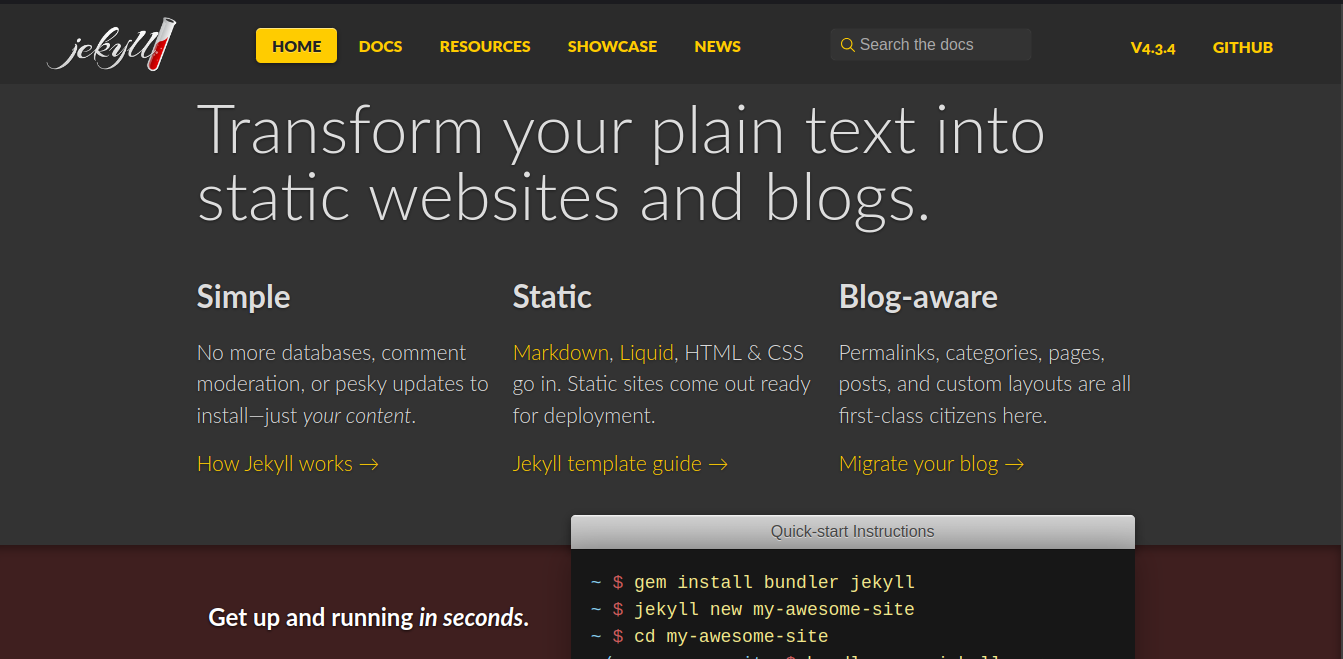 jekyll
HOME DOCS RESOURCES SHOWCASE NEWS Search the docs V4.3.4 GITHUB
Transform your plain text into
static websites and blogs.
Simple
No more databases, comment
moderation, or pesky updates to
install—just your content.
How Jekyll works →
Static
Markdown, Liquid, HTML & CSS
go in. Static sites come out ready
for deployment.
Jekyll template guide →
Blog-aware
Permalinks, categories, pages,
posts, and custom layouts are all
first-class citizens here.
Migrate your blog →
Get up and running in seconds.
Quick-start Instructions
~ $ gem install bundler jekyll
~ $ jekyll new my-awesome-site
~ $ cd my-awesome-site